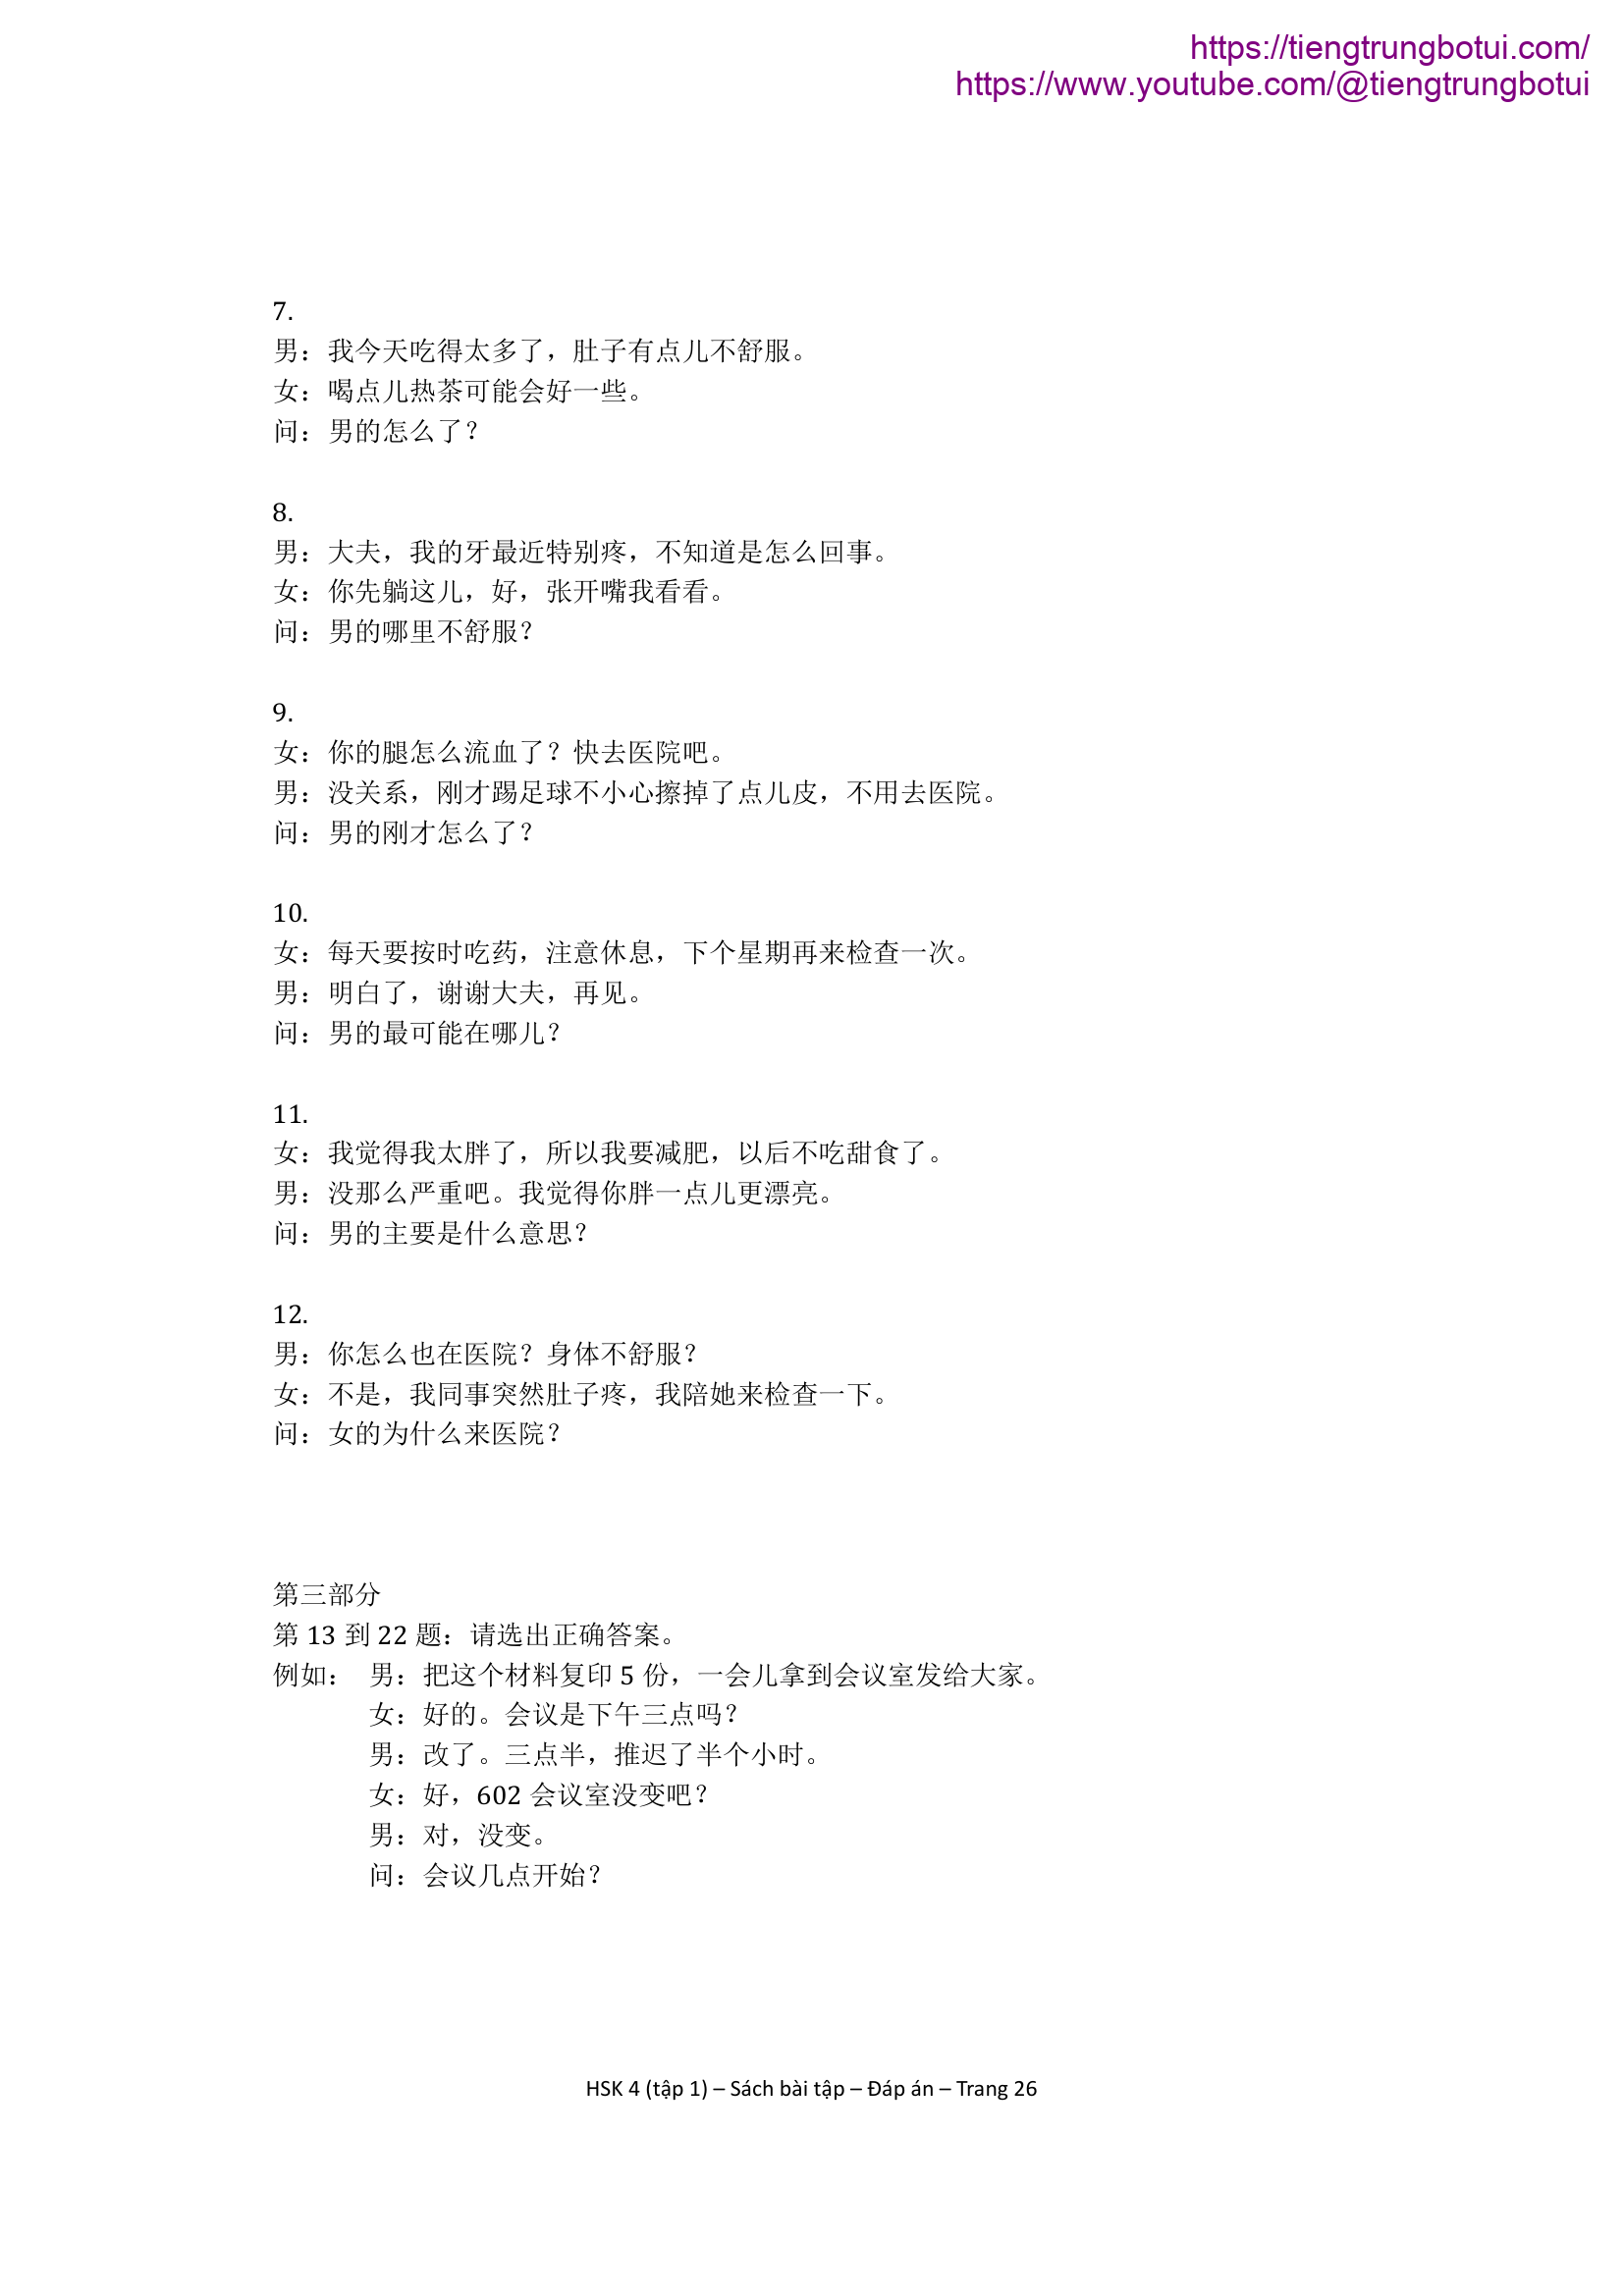 https://tiengtrungbotui.com/
https://www.youtube.com/@tiengtrungbotui
7.
男：我今天吃得太多了，肚子有点儿不舒服。
女：喝点儿热茶可能会好一些。
问：男的怎么了？
8.
男：大夫，我的牙最近特别疼，不知道是怎么回事。
女：你先躺这儿，好，张开嘴我看看。
问：男的哪里不舒服？
9.
女：你的腿怎么流血了？快去医院吧。
男：没关系，刚才踢足球不小心擦掉了点儿皮，不用去医院。
问：男的刚才怎么了？
10.
女：每天要按时吃药，注意休息，下个星期再来检查一次。
男：明白了，谢谢大夫，再见。
问：男的最可能在哪儿？
11.
女：我觉得我太胖了，所以我要减肥，以后不吃甜食了。
男：没那么严重吧。我觉得你胖一点儿更漂亮。
问：男的主要是什么意思？
12.
男：你怎么也在医院？身体不舒服？
女：不是，我同事突然肚子疼，我陪她来检查一下。
问：女的为什么来医院？
第三部分
第 13 到 22 题：请选出正确答案。
例如： 男：把这个材料复印 5 份，一会儿拿到会议室发给大家。
女：好的。会议是下午三点吗？
男：改了。三点半，推迟了半个小时。
女：好，602 会议室没变吧？
男：对，没变。
问：会议几点开始？
HSK 4 (tập 1) – Sách bài tập – Đáp án – Trang 26